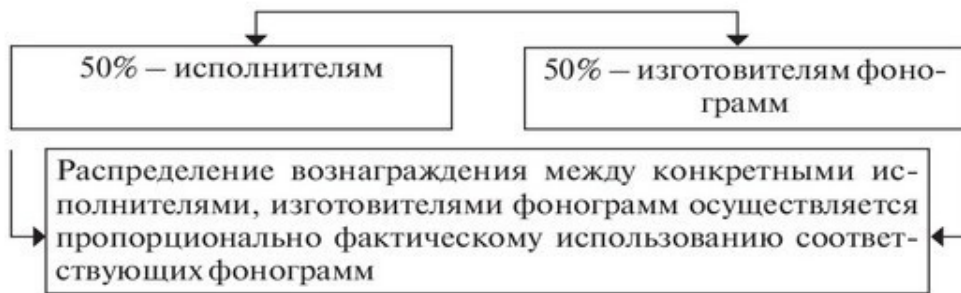 50% – исполнителям
50% – изготовителям фоно-
грамм
Распределение вознаграждения между конкретными ис-
полнителями, изготовителями фонограмм осуществляется
пропорционально фактическому использованию соответ-
ствующих фонограмм